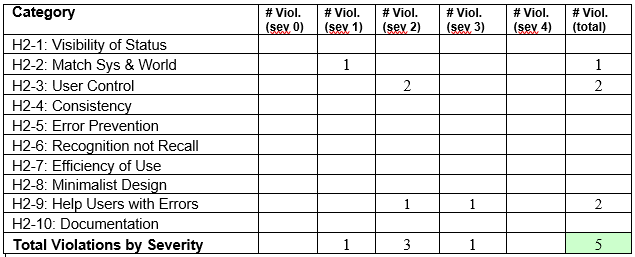 Category # Viol. (sev 0) # Viol. (sev 1) # Viol. (sev 2) # Viol. (sev 3) # Viol. (sev 4) # Viol. (total)
H2-1: Visibility of Status
H2-2: Match Sys & World 1 1
H2-3: User Control 2 2
H2-4: Consistency
H2-5: Error Prevention
H2-6: Recognition not Recall
H2-7: Efficiency of Use
H2-8: Minimalist Design
H2-9: Help Users with Errors 1 1 2
H2-10: Documentation
Total Violations by Severity 1 3 1 5